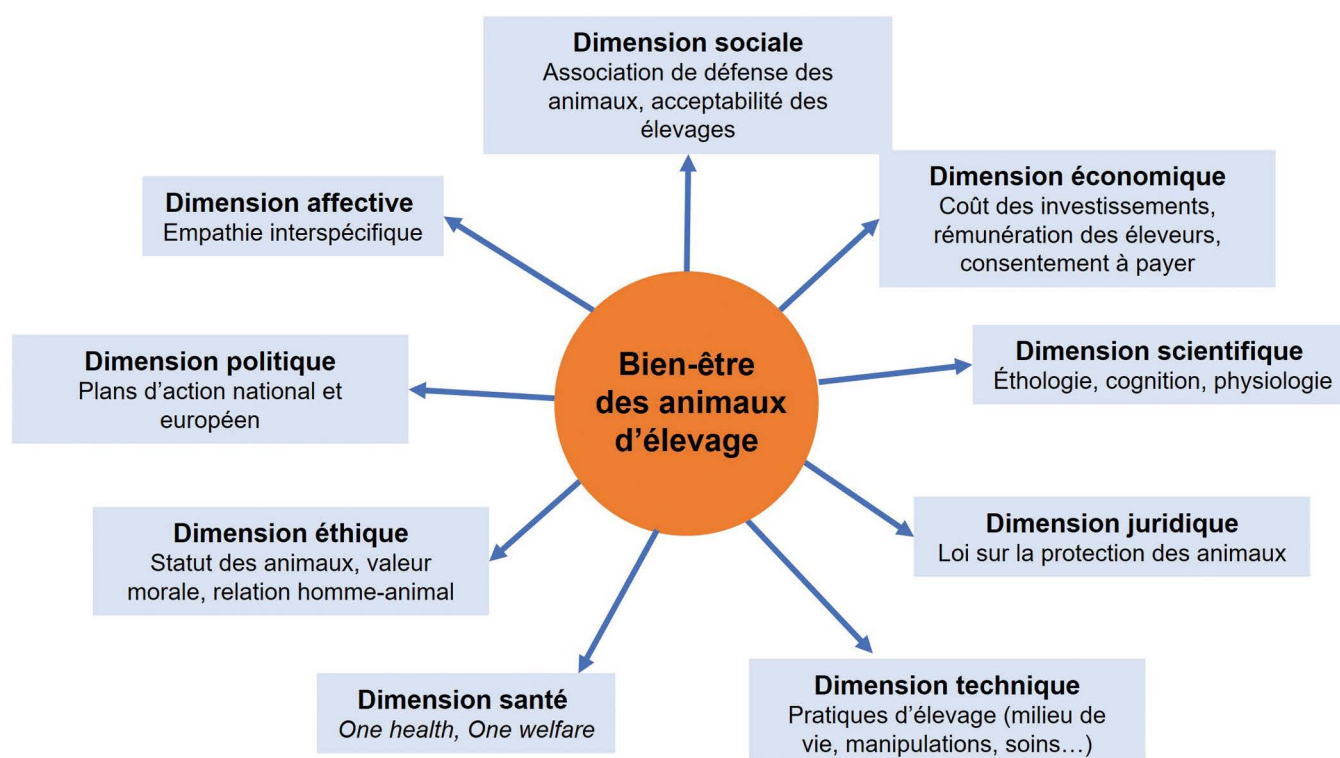 Dimension sociale
Association de défense des
animaux, acceptabilité des
élevages
Dimension économique
Coût des investissements,
rémunération des éleveurs,
consentement à payer
Dimension affective
Empathie interspécifique
Dimension scientifique
Éthologie, cognition, physiologie
Dimension politique
Plans d’action national et
européen
Bien-être
des animaux
d’élevage
Dimension juridique
Loi sur la protection des animaux
Dimension éthique
Statut des animaux, valeur
morale, relation homme-animal
Dimension technique
Pratiques d’élevage (milieu de
vie, manipulations, soins…)
Dimension santé
One health, One welfare